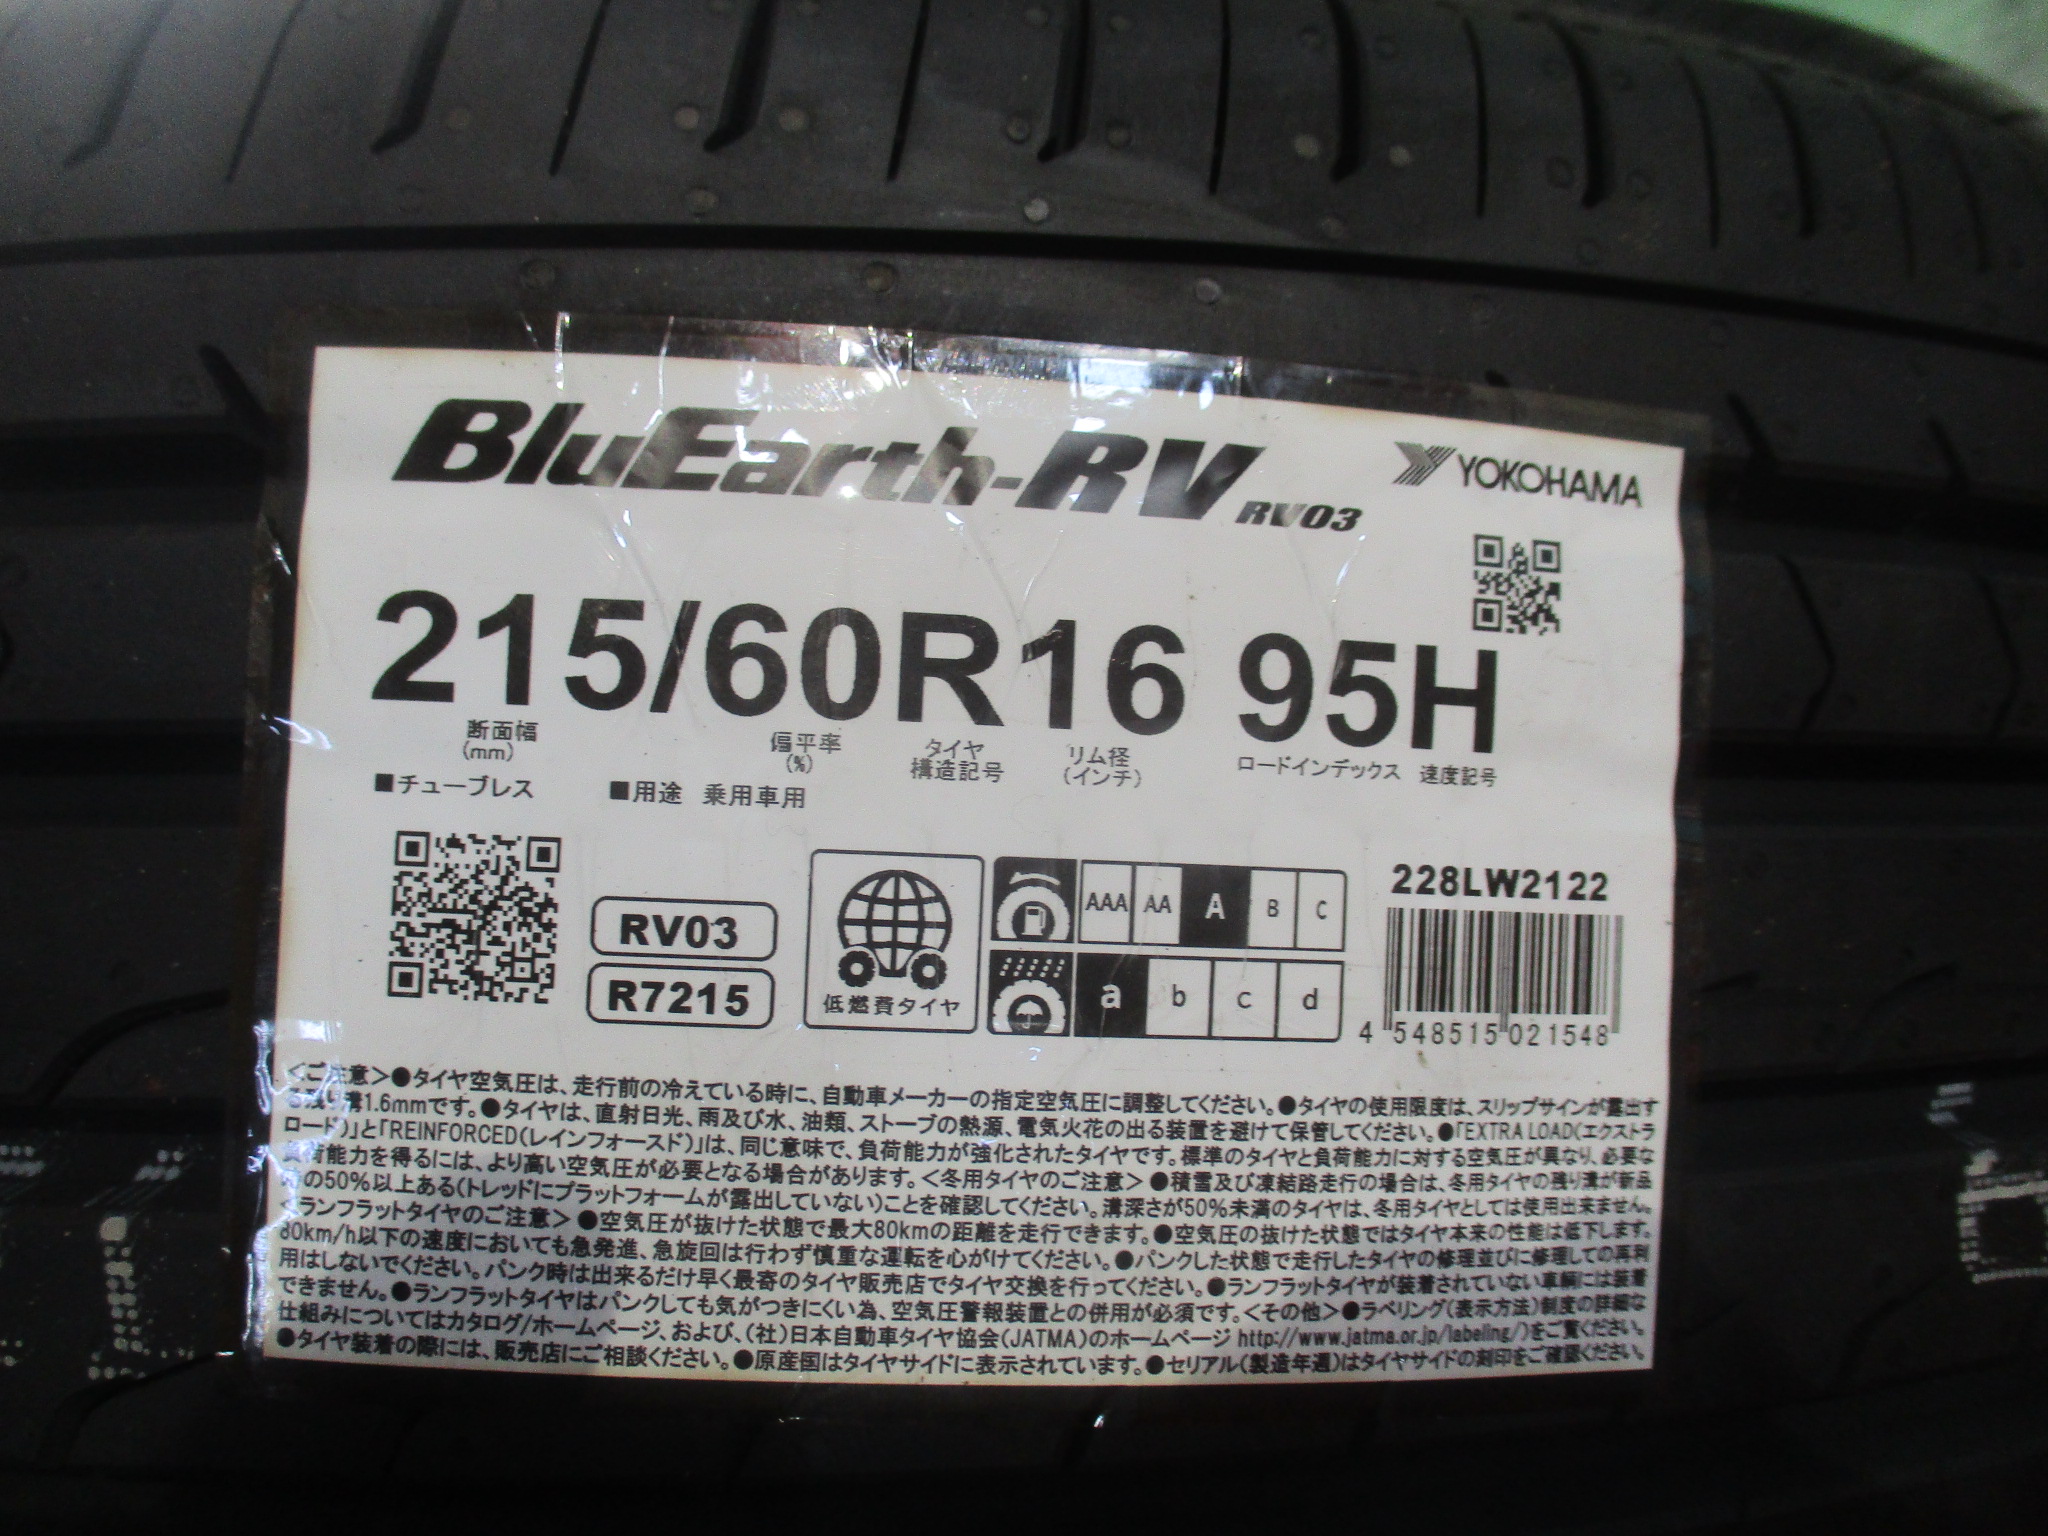 BluEarth-RV RV03
YOKOHAMA
215/60R16 95H
断面幅 (mm)
偏平率 (%)
タイヤ構造記号
リム径 (インチ)
ロードインデックス 速度記号
■チューブレス ■用途 乗用車用
RV03
R7215
低燃費タイヤ
AAA AA A B C
a b c d
228LW2122
4 548515 021548
＜ご注意＞●タイヤ空気圧は、走行前の冷えている時に、自動車メーカーの指定空気圧に調整してください。●タイヤの使用限度は、スリップサインが露出す
る残り溝1.6mmです。●タイヤは、直射日光、雨及び水、油類、ストーブの熱源、電気火花の出る装置を避けて保管してください。●「EXTRA LOAD(エクストラ
ロード)」と「REINFORCED(レインフォースド)」は、同じ意味で、負荷能力が強化されたタイヤです。標準のタイヤと負荷能力に対する空気圧が異なり、必要な
負荷能力を得るには、より高い空気圧が必要となる場合があります。＜冬用タイヤのご注意＞●積雪及び凍結路走行の場合は、冬用タイヤの残り溝が新品
時の50%以上ある(トレッドにプラットフォームが露出していない)ことを確認してください。溝深さが50%未満のタイヤは、冬用タイヤとしては使用出来ません。
＜ランフラットタイヤのご注意＞●空気圧が抜けた状態で最大80kmの距離を走行できます。●空気圧の抜けた状態ではタイヤ本来の性能は低下します。
80km/h以下の速度においても急発進、急旋回は行わず慎重な運転を心がけてください。●パンクした状態で走行したタイヤの修理並びに修理しての再利
用はしないでください。パンク時は出来るだけ早く最寄のタイヤ販売店でタイヤ交換を行ってください。●ランフラットタイヤが装着されていない車輌には装着
できません。●ランフラットタイヤはパンクしても気がつきにくい為、空気圧警報装置との併用が必須です。＜その他＞●ラベリング(表示方法)制度の詳細な
仕組みについてはカタログ/ホームページ、および、(社)日本自動車タイヤ協会(JATMA)のホームページ http://www.jatma.or.jp/labeling/)をご覧ください。
●タイヤ装着の際には、販売店にご相談ください。●原産国はタイヤサイドに表示されています。●セリアル(製造年週)はタイヤサイドの刻印をご確認ください。